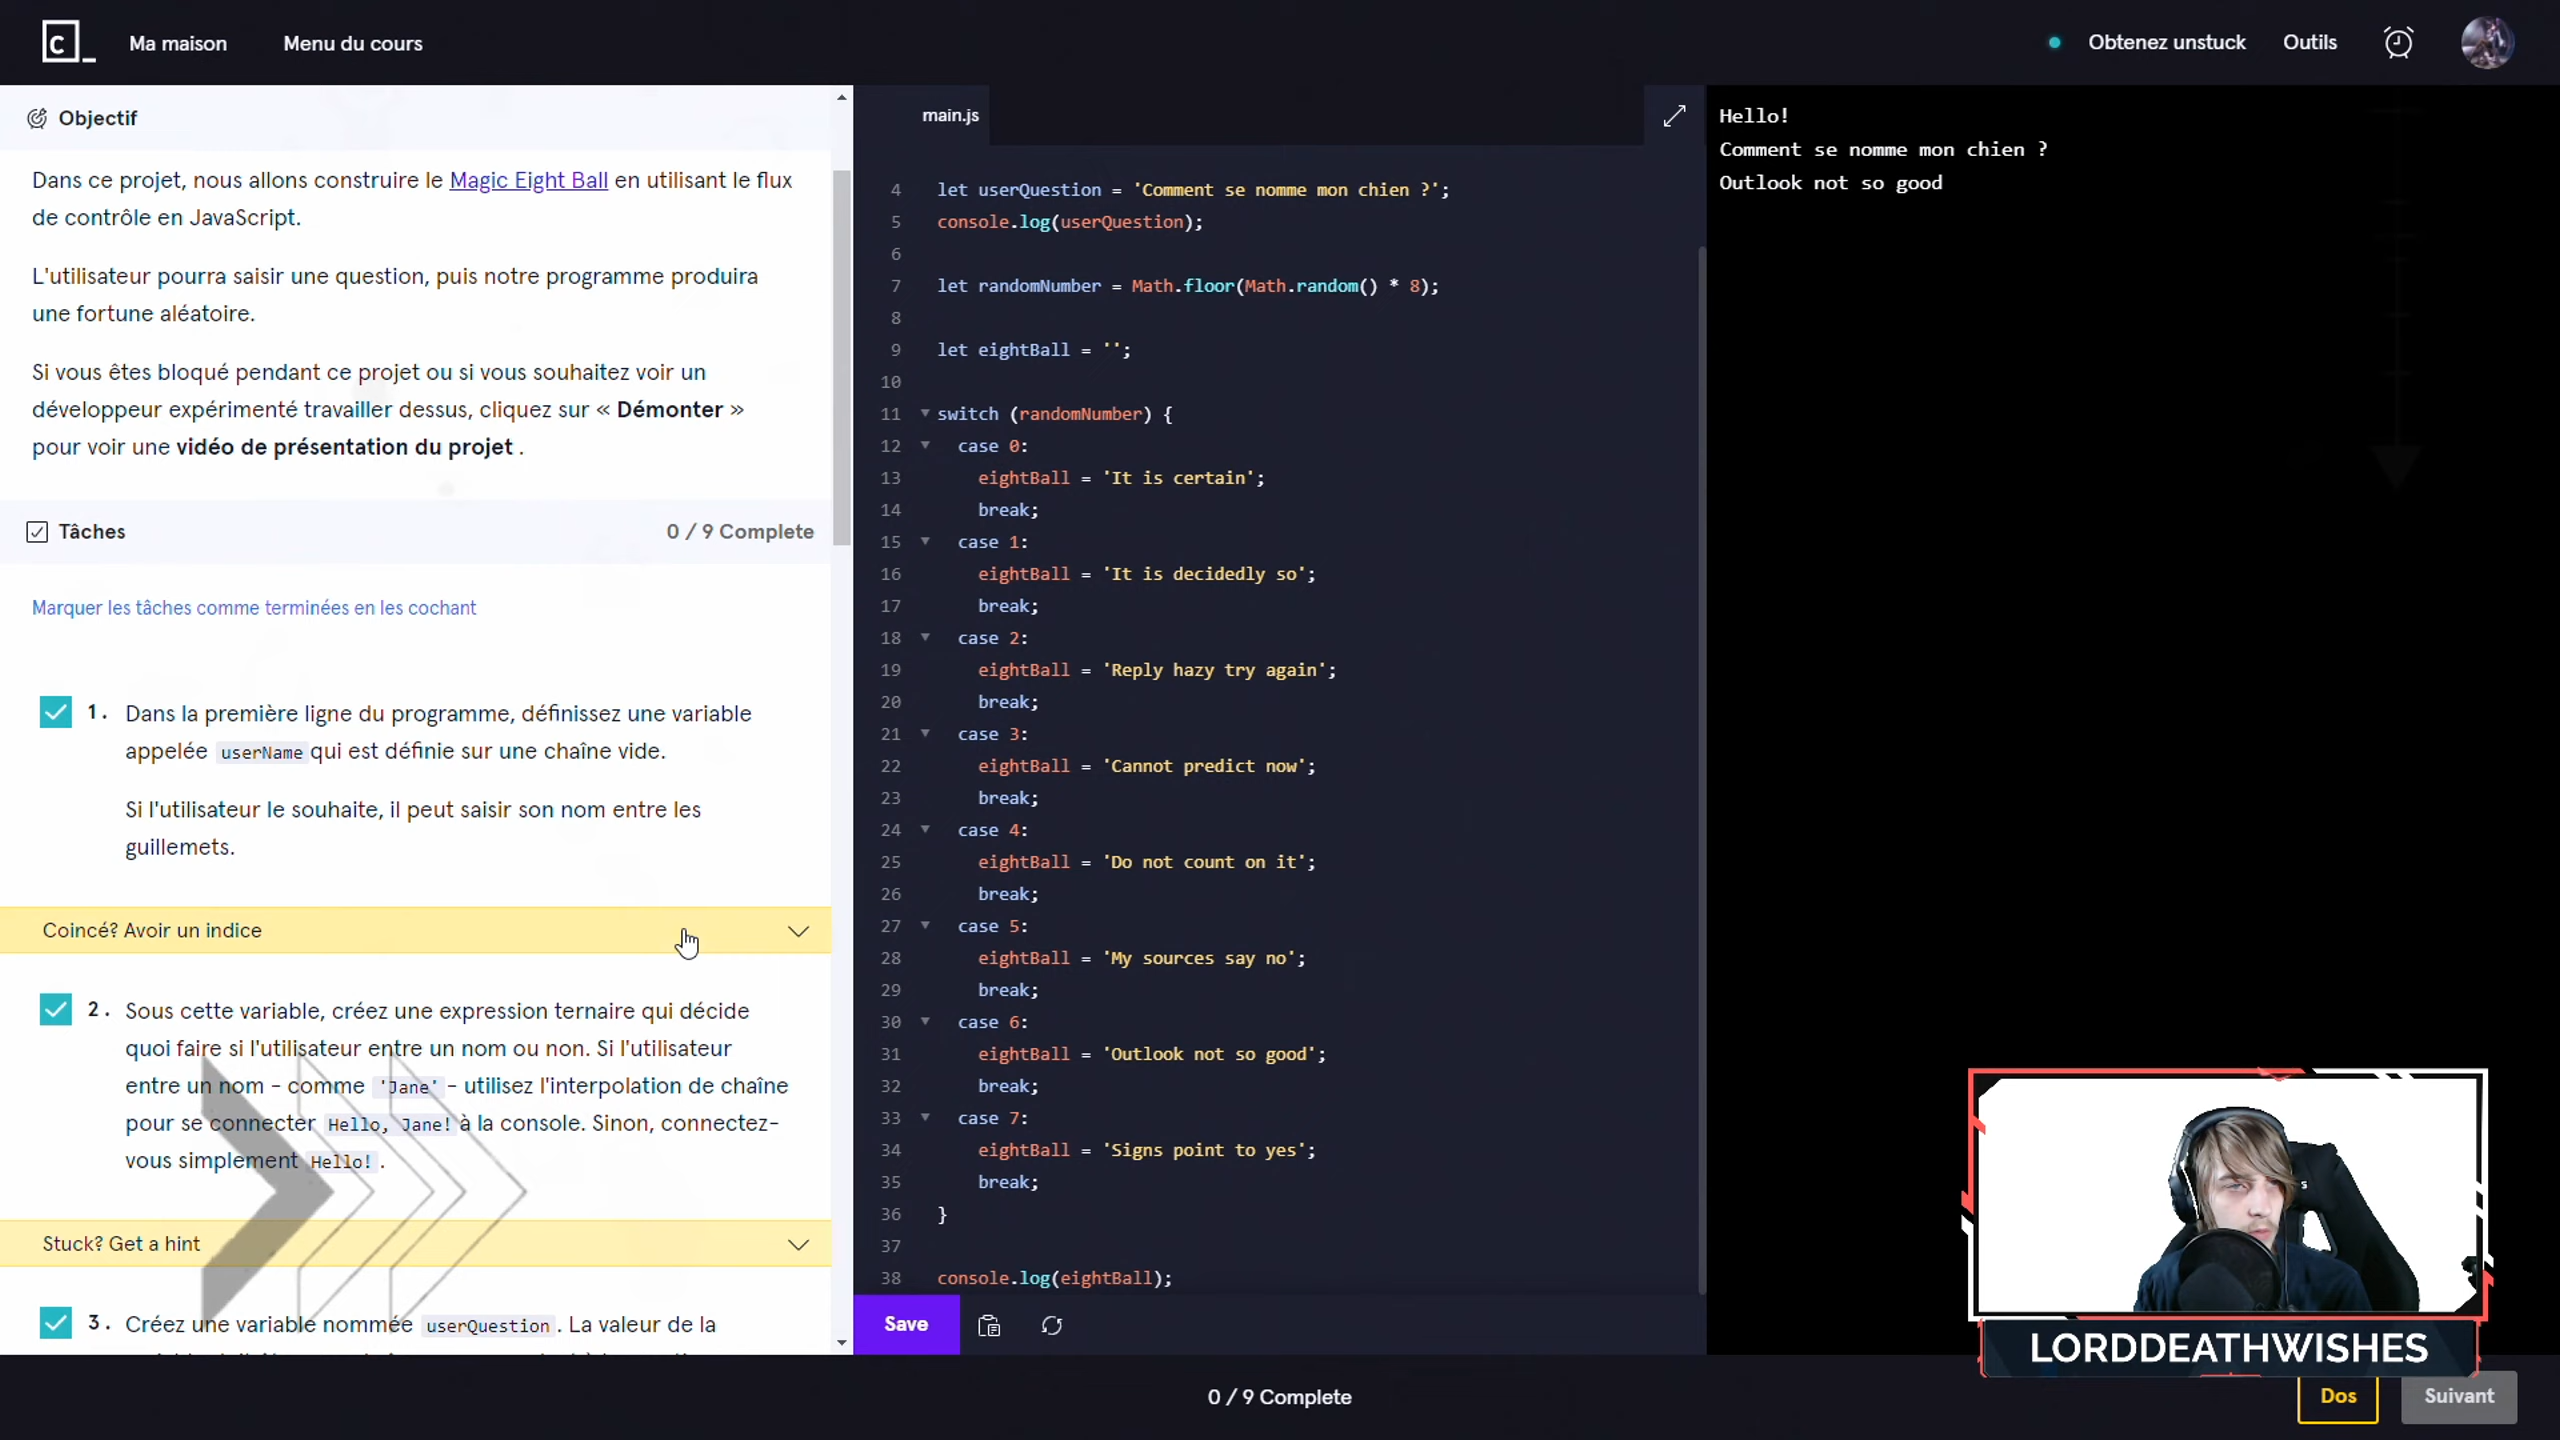 C_ Ma maison Menu du cours Obtenez unstuck Outils
Objectif
Dans ce projet, nous allons construire le Magic Eight Ball en utilisant le flux
de contrôle en JavaScript.
L'utilisateur pourra saisir une question, puis notre programme produira
une fortune aléatoire.
Si vous êtes bloqué pendant ce projet ou si vous souhaitez voir un
développeur expérimenté travailler dessus, cliquez sur « Démonter »
pour voir une vidéo de présentation du projet .
Tâches 0 / 9 Complete
Marquer les tâches comme terminées en les cochant
1. Dans la première ligne du programme, définissez une variable
appelée userName qui est définie sur une chaîne vide.
Si l'utilisateur le souhaite, il peut saisir son nom entre les
guillemets.
Coincé? Avoir un indice
2. Sous cette variable, créez une expression ternaire qui décide
quoi faire si l'utilisateur entre un nom ou non. Si l'utilisateur
entre un nom - comme 'Jane' - utilisez l'interpolation de chaîne
pour se connecter Hello, Jane! à la console. Sinon, connectez-
vous simplement Hello! .
Stuck? Get a hint
3. Créez une variable nommée userQuestion . La valeur de la
main.js
4 let userQuestion = 'Comment se nomme mon chien ?';
5 console.log(userQuestion);
6
7 let randomNumber = Math.floor(Math.random() * 8);
8
9 let eightBall = '';
10
11 switch (randomNumber) {
12 case 0:
13 eightBall = 'It is certain';
14 break;
15 case 1:
16 eightBall = 'It is decidedly so';
17 break;
18 case 2:
19 eightBall = 'Reply hazy try again';
20 break;
21 case 3:
22 eightBall = 'Cannot predict now';
23 break;
24 case 4:
25 eightBall = 'Do not count on it';
26 break;
27 case 5:
28 eightBall = 'My sources say no';
29 break;
30 case 6:
31 eightBall = 'Outlook not so good';
32 break;
33 case 7:
34 eightBall = 'Signs point to yes';
35 break;
36 }
37
38 console.log(eightBall);
Save
Hello!
Comment se nomme mon chien ?
Outlook not so good
LORDDEATHWISHES
0 / 9 Complete
Dos Suivant